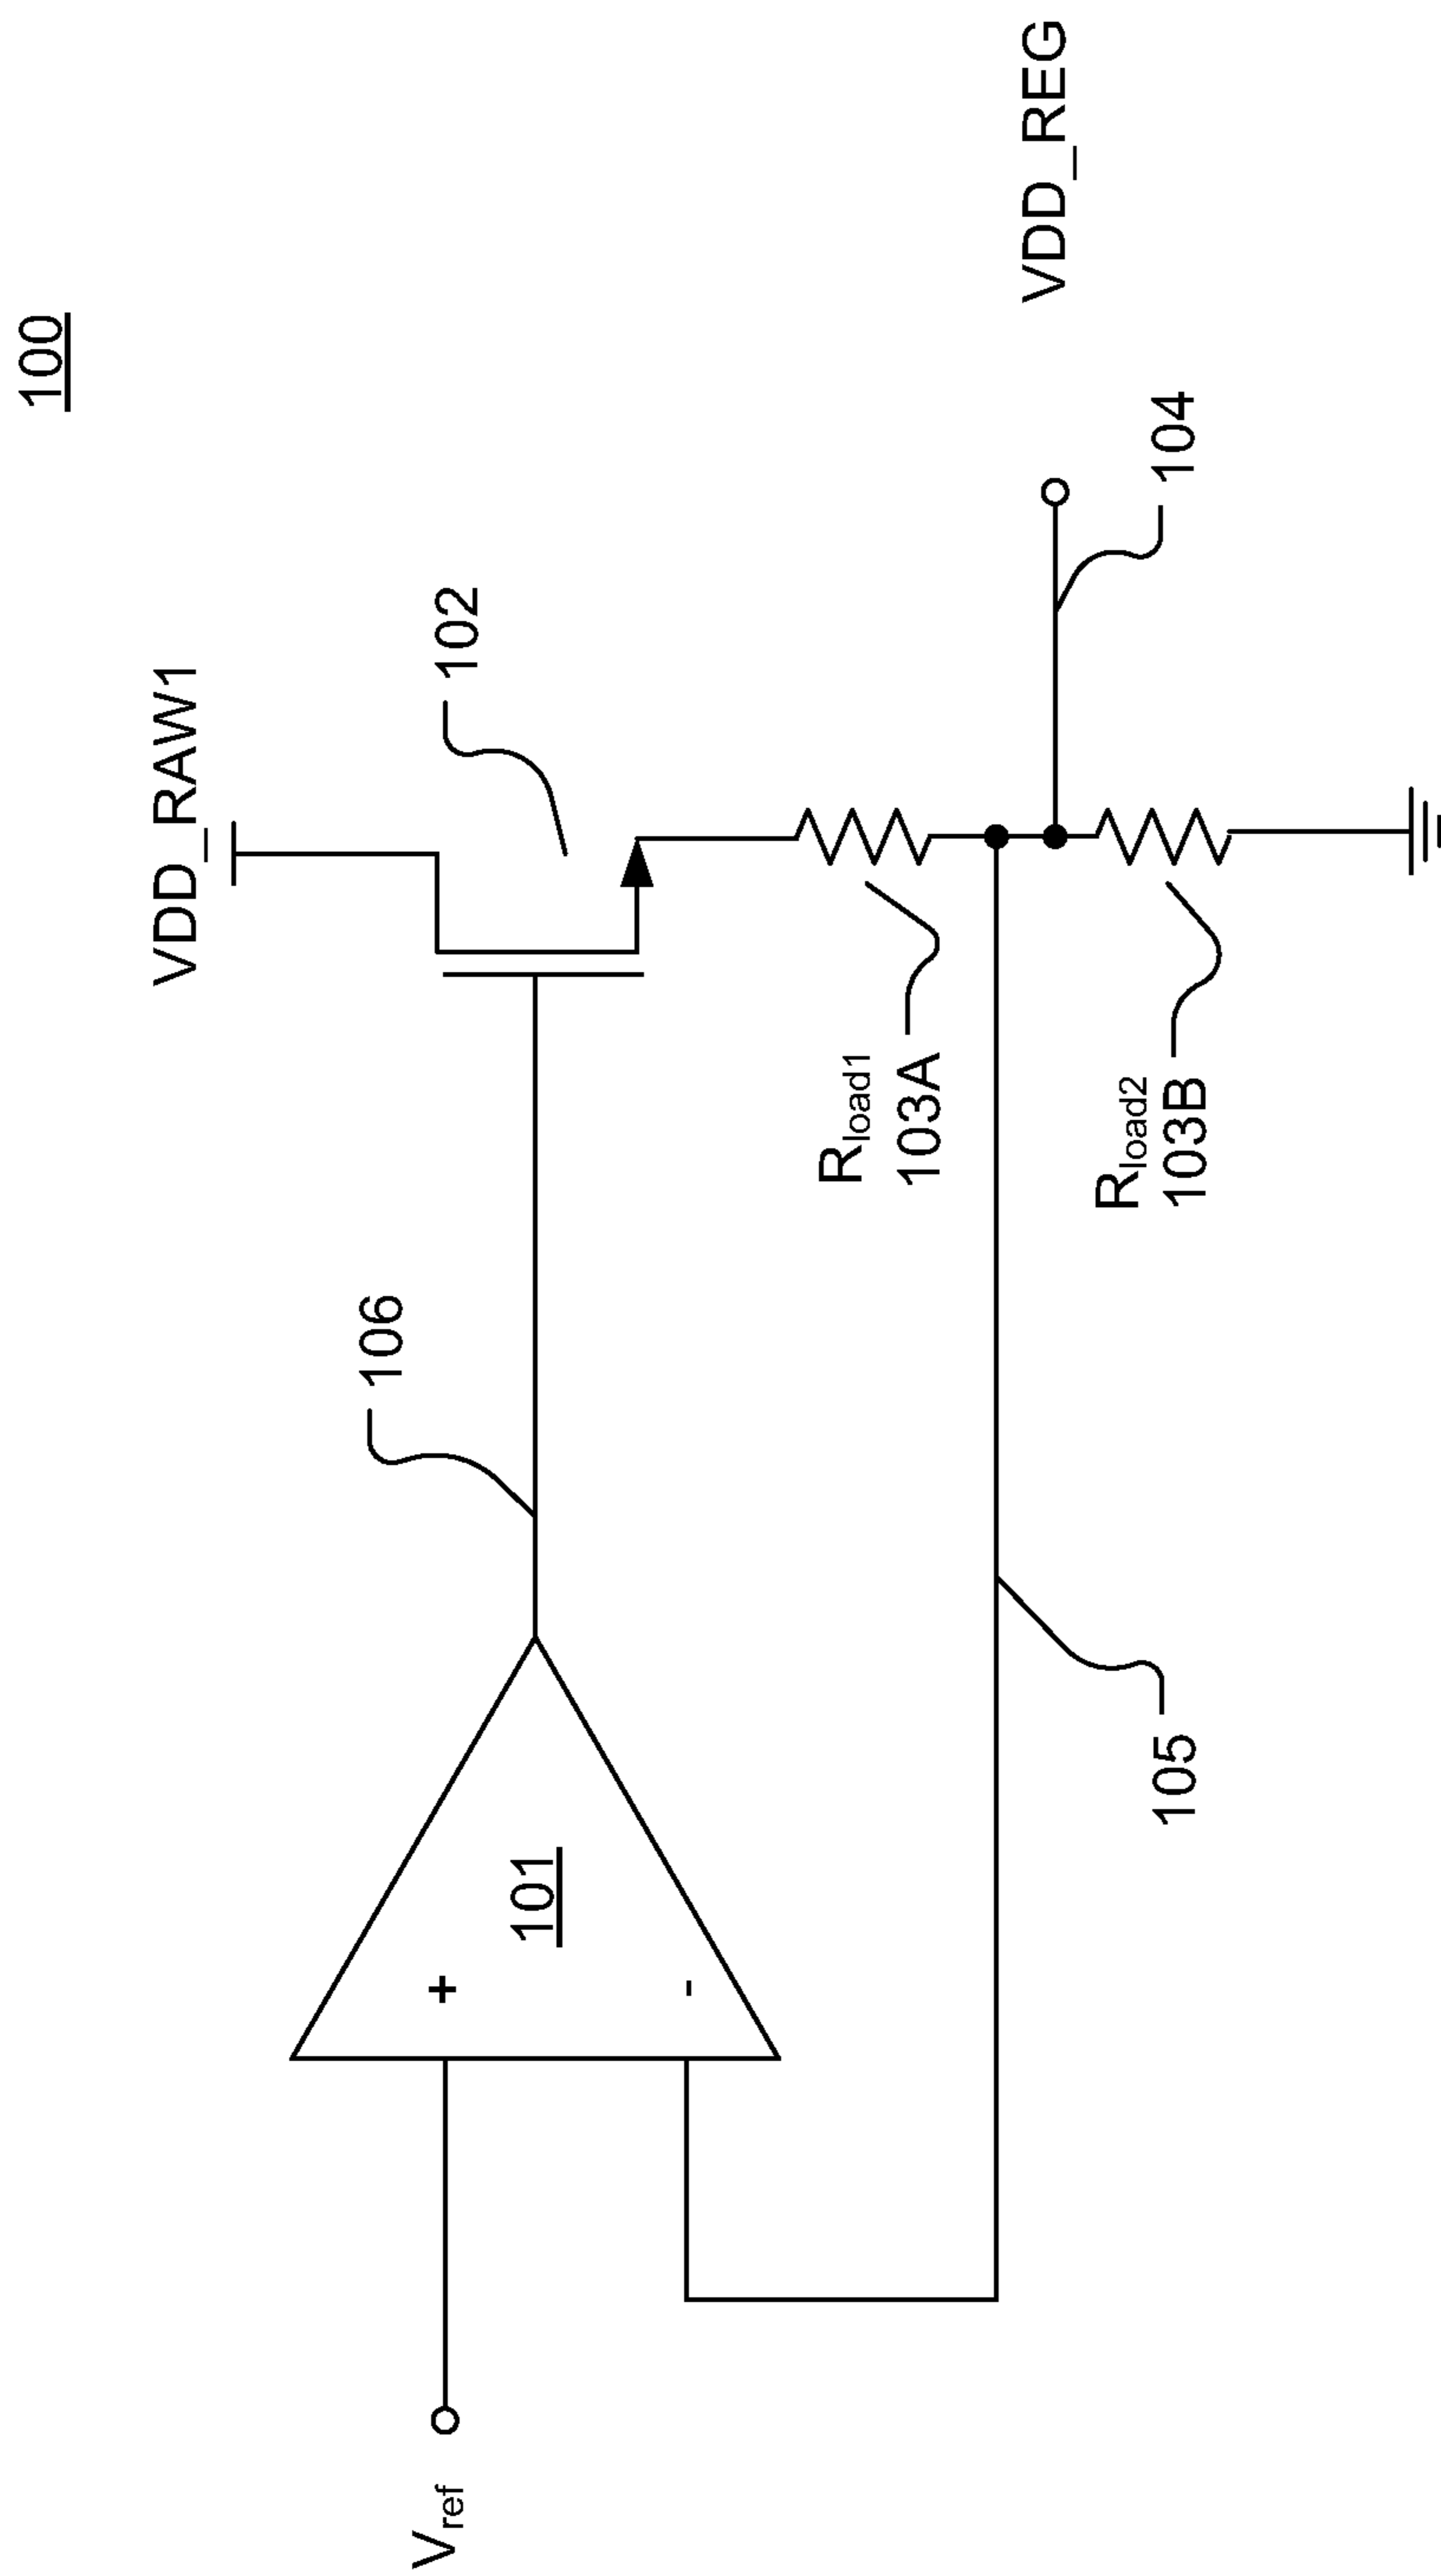 100
VDD_RAW1
102
106
101
+
-
Vref
Rload1
103A
VDD_REG
104
Rload2
103B
105